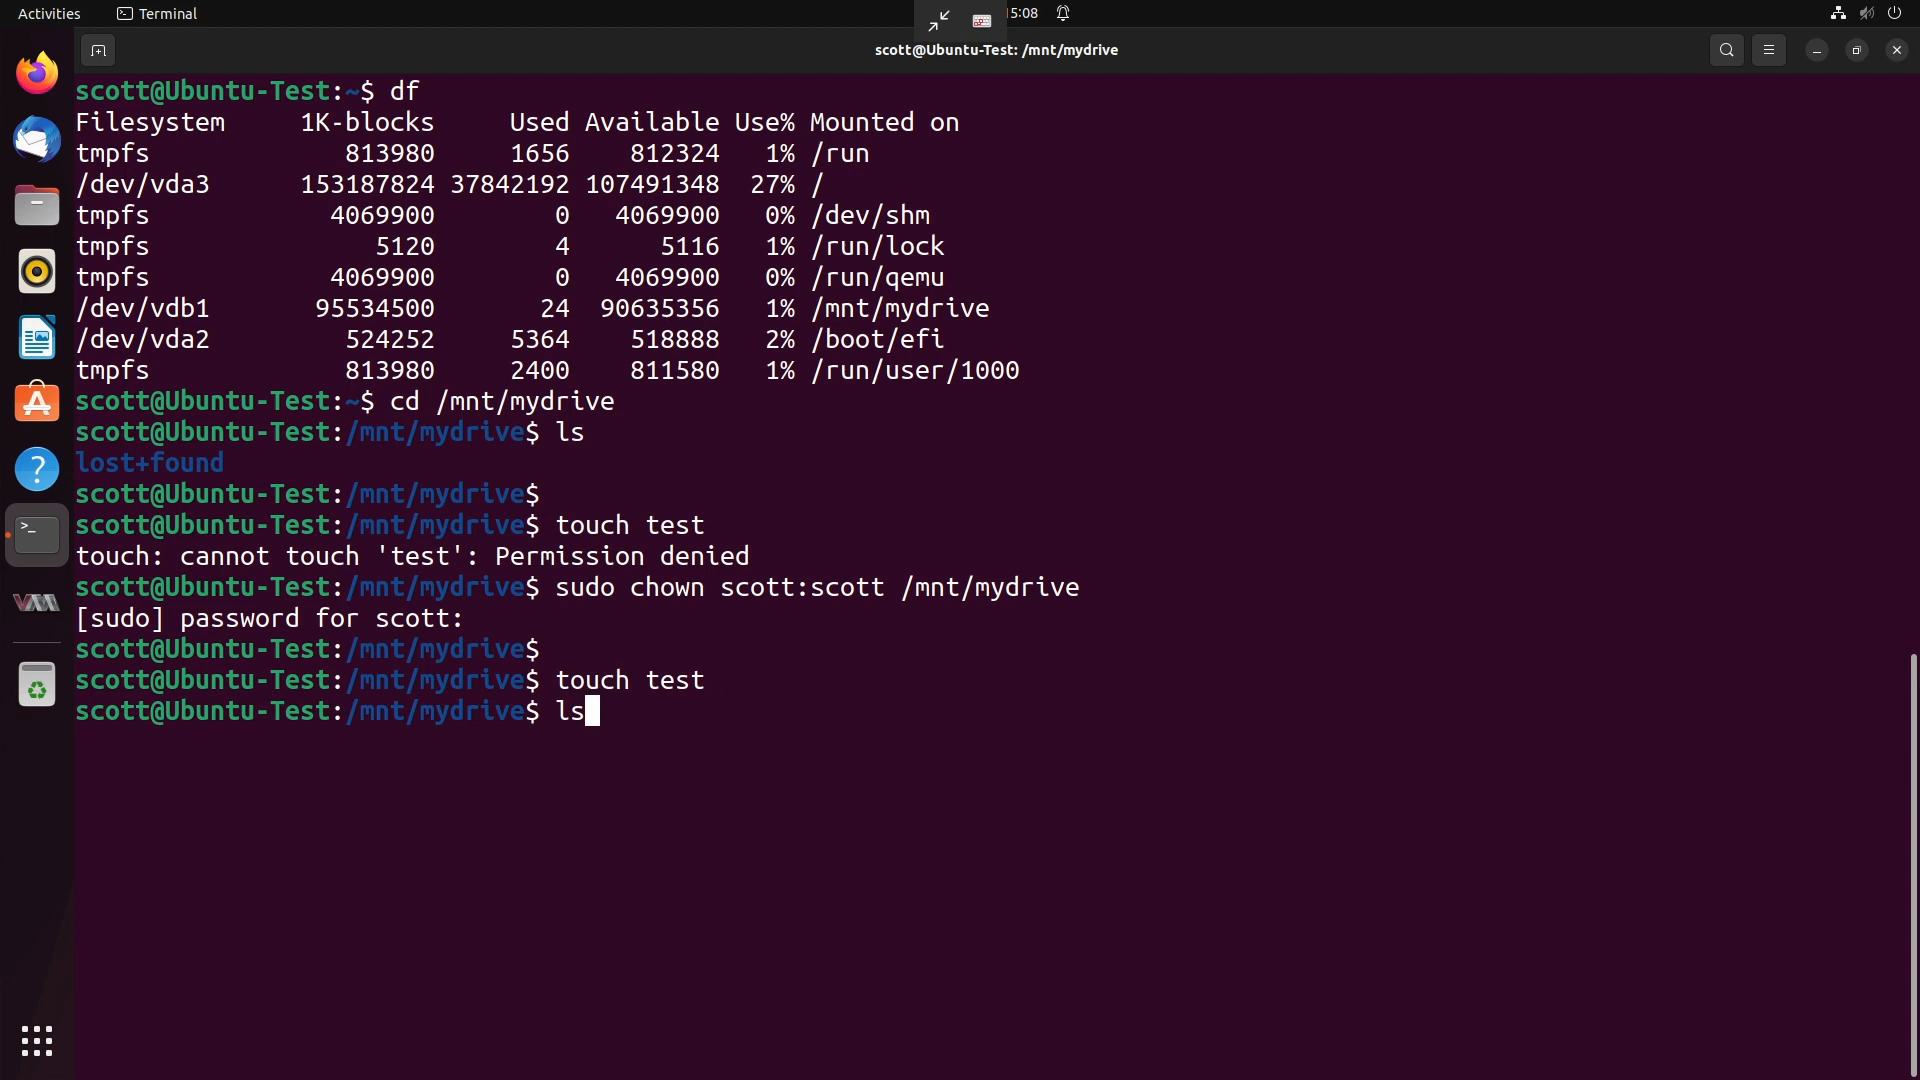 Activities Terminal 15:08
scott@Ubuntu-Test: /mnt/mydrive
scott@Ubuntu-Test:~$ df
Filesystem     1K-blocks     Used Available Use% Mounted on
tmpfs             813980     1656    812324   1% /run
/dev/vda3      153187824 37842192 107491348  27% /
tmpfs            4069900        0   4069900   0% /dev/shm
tmpfs               5120        4      5116   1% /run/lock
tmpfs            4069900        0   4069900   0% /run/qemu
/dev/vdb1       95534500       24  90635356   1% /mnt/mydrive
/dev/vda2         524252     5364    518888   2% /boot/efi
tmpfs             813980     2400    811580   1% /run/user/1000
scott@Ubuntu-Test:~$ cd /mnt/mydrive
scott@Ubuntu-Test:/mnt/mydrive$ ls
lost+found
scott@Ubuntu-Test:/mnt/mydrive$
scott@Ubuntu-Test:/mnt/mydrive$ touch test
touch: cannot touch 'test': Permission denied
scott@Ubuntu-Test:/mnt/mydrive$ sudo chown scott:scott /mnt/mydrive
[sudo] password for scott:
scott@Ubuntu-Test:/mnt/mydrive$
scott@Ubuntu-Test:/mnt/mydrive$ touch test
scott@Ubuntu-Test:/mnt/mydrive$ ls